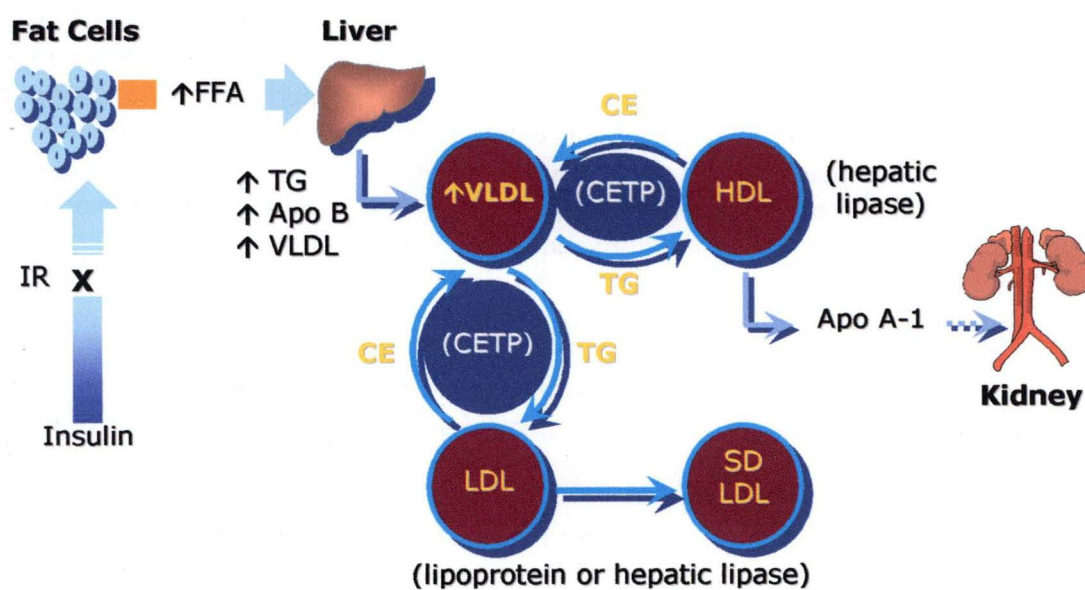 Fat Cells
Liver
↑FFA
CE
↑ TG
↑ Apo B
↑ VLDL
↑VLDL
(CETP)
HDL
(hepatic
lipase)
TG
IR
X
Apo A-1
CE
(CETP)
TG
Kidney
Insulin
LDL
SD
LDL
(lipoprotein or hepatic lipase)